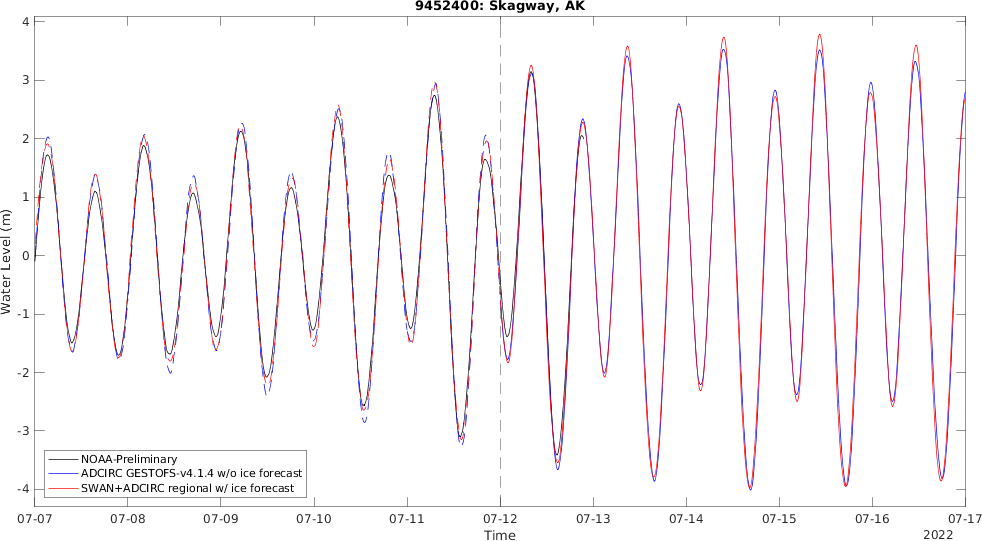 9452400: Skagway, AK
4
3
2
1
0
-1
-2
-3
-4
Water Level (m)
NOAA-Preliminary
ADCIRC GESTOFS-v4.1.4 w/o ice forecast
SWAN+ADCIRC regional w/ ice forecast
07-07 07-08 07-09 07-10 07-11 07-12 07-13 07-14 07-15 07-16 07-17
Time
2022